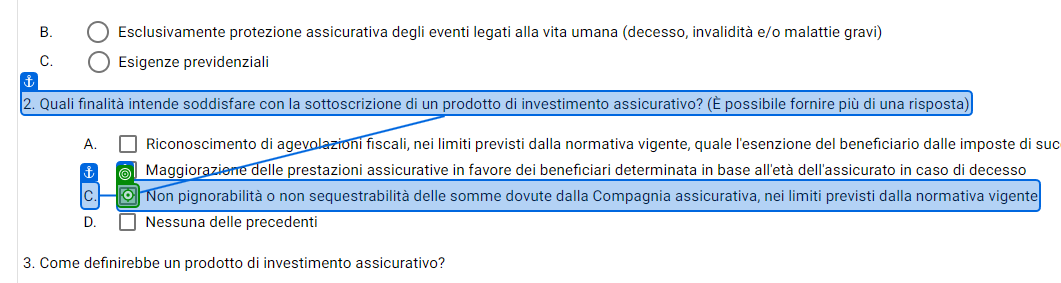 B. Esclusivamente protezione assicurativa degli eventi legati alla vita umana (decesso, invalidità e/o malattie gravi)
C. Esigenze previdenziali
2. Quali finalità intende soddisfare con la sottoscrizione di un prodotto di investimento assicurativo? (È possibile fornire più di una risposta)
A. Riconoscimento di agevolazioni fiscali, nei limiti previsti dalla normativa vigente, quale l'esenzione del beneficiario dalle imposte di suc
Maggiorazione delle prestazioni assicurative in favore dei beneficiari determinata in base all'età dell'assicurato in caso di decesso
C. Non pignorabilità o non sequestrabilità delle somme dovute dalla Compagnia assicurativa, nei limiti previsti dalla normativa vigente
D. Nessuna delle precedenti
3. Come definirebbe un prodotto di investimento assicurativo?